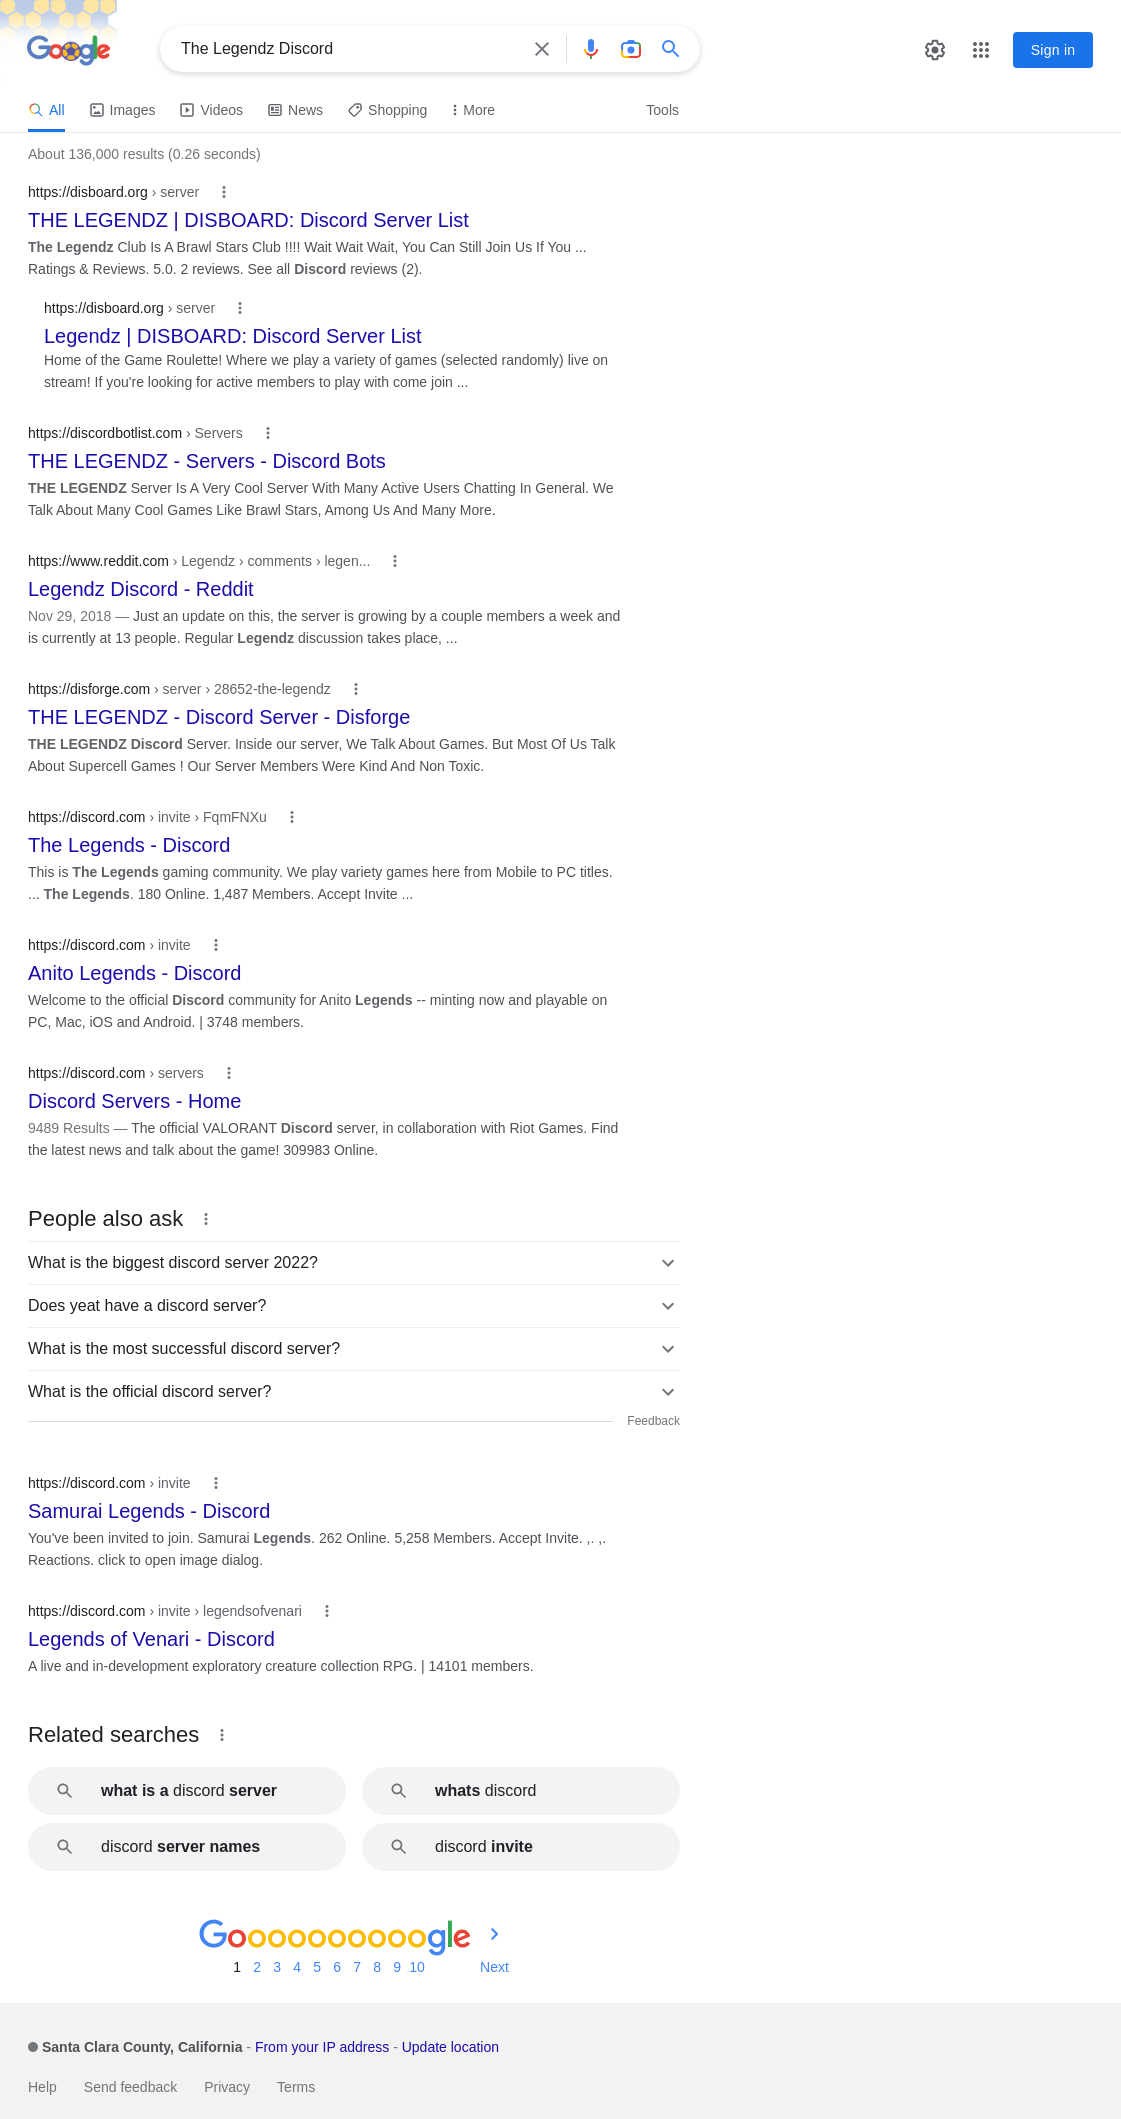 Google
The Legendz Discord
Sign in
All Images Videos News Shopping More Tools
About 136,000 results (0.26 seconds)
https://disboard.org › server
THE LEGENDZ | DISBOARD: Discord Server List
The Legendz Club Is A Brawl Stars Club !!!! Wait Wait Wait, You Can Still Join Us If You ...
Ratings & Reviews. 5.0. 2 reviews. See all Discord reviews (2).
https://disboard.org › server
Legendz | DISBOARD: Discord Server List
Home of the Game Roulette! Where we play a variety of games (selected randomly) live on
stream! If you're looking for active members to play with come join ...
https://discordbotlist.com › Servers
THE LEGENDZ - Servers - Discord Bots
THE LEGENDZ Server Is A Very Cool Server With Many Active Users Chatting In General. We
Talk About Many Cool Games Like Brawl Stars, Among Us And Many More.
https://www.reddit.com › Legendz › comments › legen...
Legendz Discord - Reddit
Nov 29, 2018 — Just an update on this, the server is growing by a couple members a week and
is currently at 13 people. Regular Legendz discussion takes place, ...
https://disforge.com › server › 28652-the-legendz
THE LEGENDZ - Discord Server - Disforge
THE LEGENDZ Discord Server. Inside our server, We Talk About Games. But Most Of Us Talk
About Supercell Games ! Our Server Members Were Kind And Non Toxic.
https://discord.com › invite › FqmFNXu
The Legends - Discord
This is The Legends gaming community. We play variety games here from Mobile to PC titles.
... The Legends. 180 Online. 1,487 Members. Accept Invite ...
https://discord.com › invite
Anito Legends - Discord
Welcome to the official Discord community for Anito Legends -- minting now and playable on
PC, Mac, iOS and Android. | 3748 members.
https://discord.com › servers
Discord Servers - Home
9489 Results — The official VALORANT Discord server, in collaboration with Riot Games. Find
the latest news and talk about the game! 309983 Online.
People also ask
What is the biggest discord server 2022?
Does yeat have a discord server?
What is the most successful discord server?
What is the official discord server?
Feedback
https://discord.com › invite
Samurai Legends - Discord
You've been invited to join. Samurai Legends. 262 Online. 5,258 Members. Accept Invite. ,. ,.
Reactions. click to open image dialog.
https://discord.com › invite › legendsofvenari
Legends of Venari - Discord
A live and in-development exploratory creature collection RPG. | 14101 members.
Related searches
what is a discord server
whats discord
discord server names
discord invite
Goooooooooogle
1 2 3 4 5 6 7 8 9 10 Next
Santa Clara County, California - From your IP address - Update location
Help Send feedback Privacy Terms